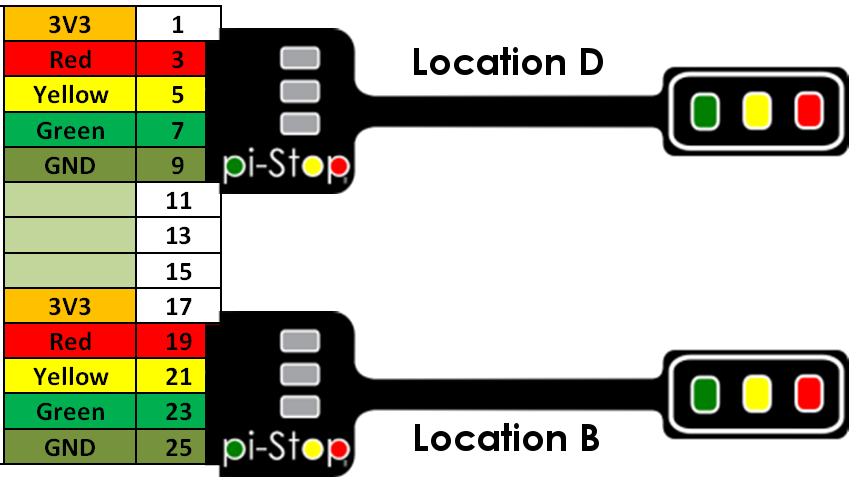 3V3 1
Red 3
Yellow 5
Green 7
GND 9
11
13
15
3V3 17
Red 19
Yellow 21
Green 23
GND 25
Location D
pi-Stop
Location B
pi-Stop